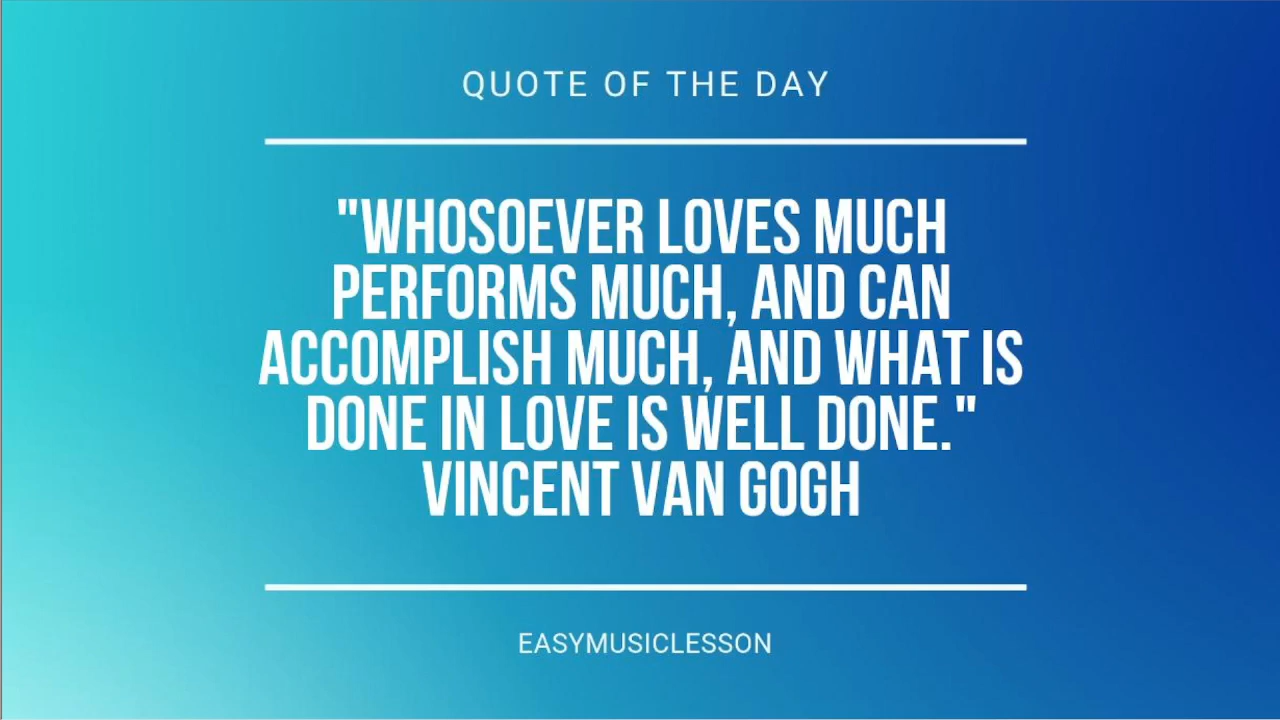 QUOTE OF THE DAY
"WHOSOEVER LOVES MUCH
PERFORMS MUCH, AND CAN
ACCOMPLISH MUCH, AND WHAT IS
DONE IN LOVE IS WELL DONE."
VINCENT VAN GOGH
EASYMUSICLESSON